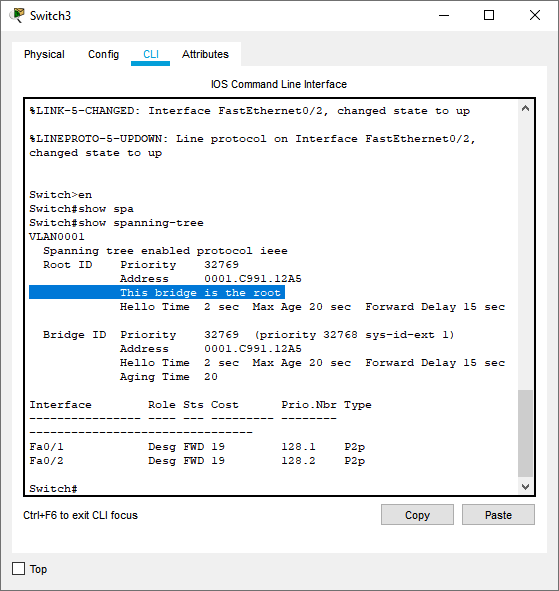 Switch3
Physical Config CLI Attributes
IOS Command Line Interface
%LINK-5-CHANGED: Interface FastEthernet0/2, changed state to up
%LINEPROTO-5-UPDOWN: Line protocol on Interface FastEthernet0/2,
changed state to up
Switch>en
Switch#show spa
Switch#show spanning-tree
VLAN0001
  Spanning tree enabled protocol ieee
  Root ID    Priority    32769
             Address     0001.C991.12A5
             This bridge is the root
             Hello Time  2 sec  Max Age 20 sec  Forward Delay 15 sec
  Bridge ID  Priority    32769  (priority 32768 sys-id-ext 1)
             Address     0001.C991.12A5
             Hello Time  2 sec  Max Age 20 sec  Forward Delay 15 sec
             Aging Time  20
Interface        Role Sts Cost      Prio.Nbr Type
---------------- ---- --- --------- --------
--------------------------------
Fa0/1            Desg FWD 19        128.1    P2p
Fa0/2            Desg FWD 19        128.2    P2p
Switch#
Ctrl+F6 to exit CLI focus
Copy Paste
Top